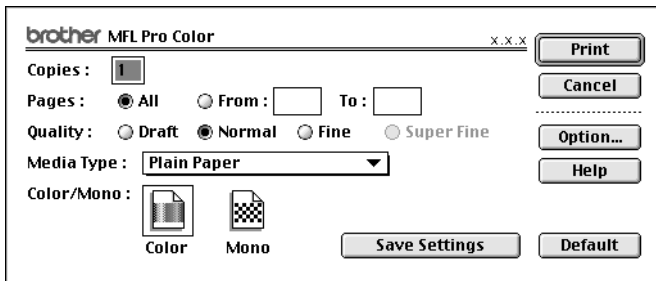 brother MFL Pro Color x.x.x
Print
Copies : 1
Cancel
Pages : All From : To :
Quality : Draft Normal Fine Super Fine
Option...
Media Type : Plain Paper
Help
Color/Mono :
Color Mono
Save Settings Default